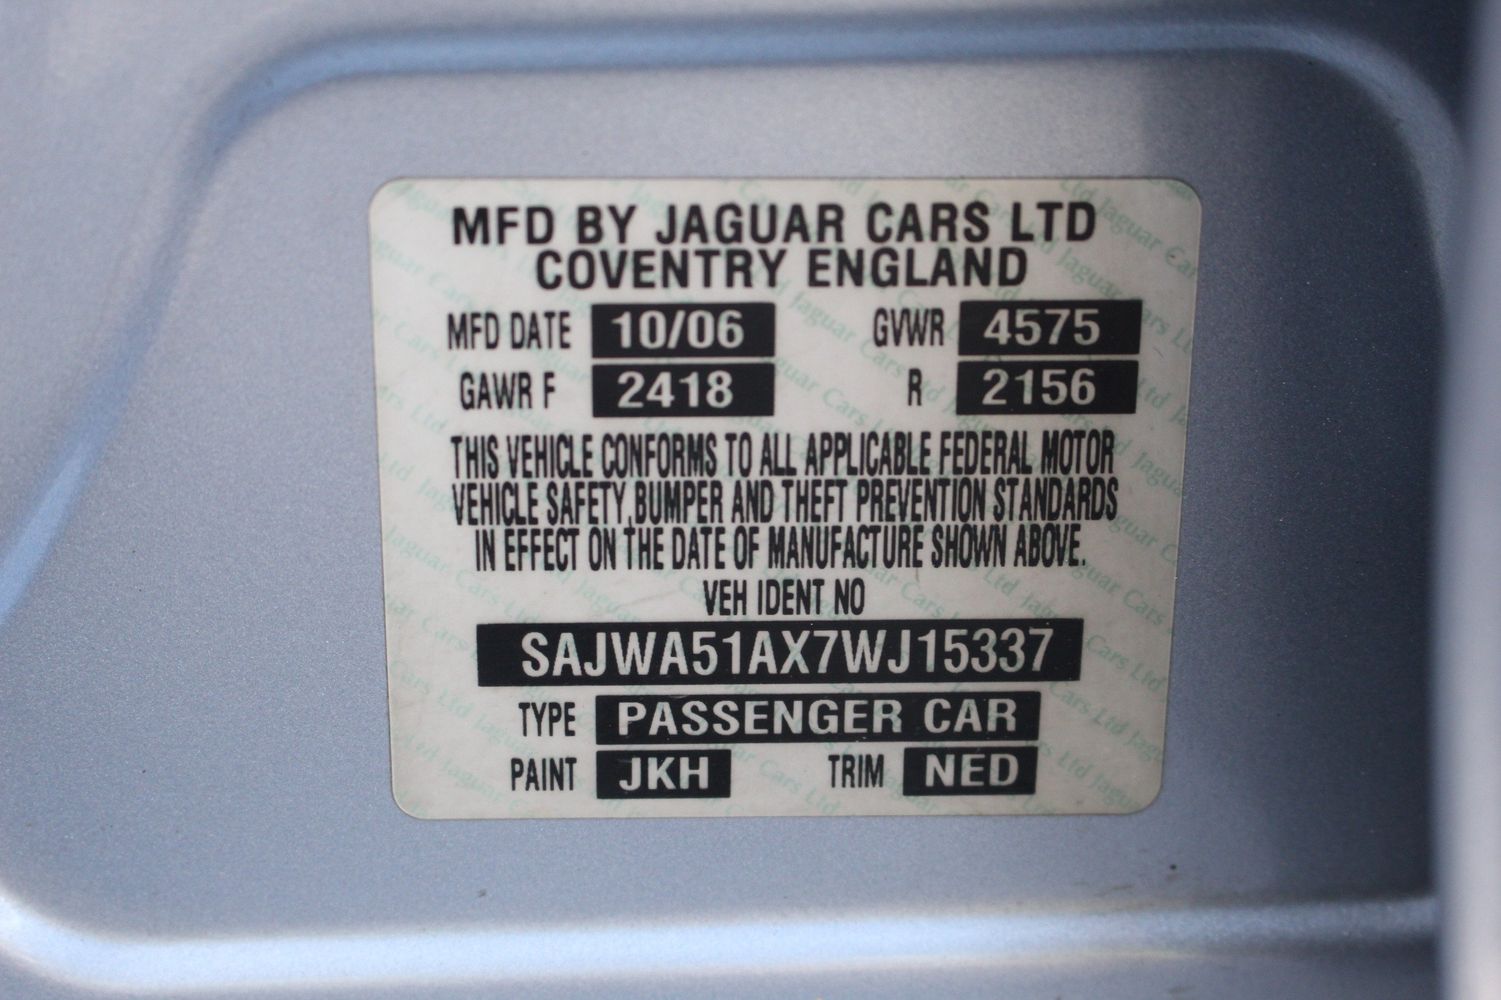 MFD BY JAGUAR CARS LTD
COVENTRY ENGLAND
MFD DATE 10/06 GVWR 4575
GAWR F 2418 R 2156
THIS VEHICLE CONFORMS TO ALL APPLICABLE FEDERAL MOTOR
VEHICLE SAFETY,BUMPER AND THEFT PREVENTION STANDARDS
IN EFFECT ON THE DATE OF MANUFACTURE SHOWN ABOVE.
VEH IDENT NO
SAJWA51AX7WJ15337
TYPE PASSENGER CAR
PAINT JKH TRIM NED